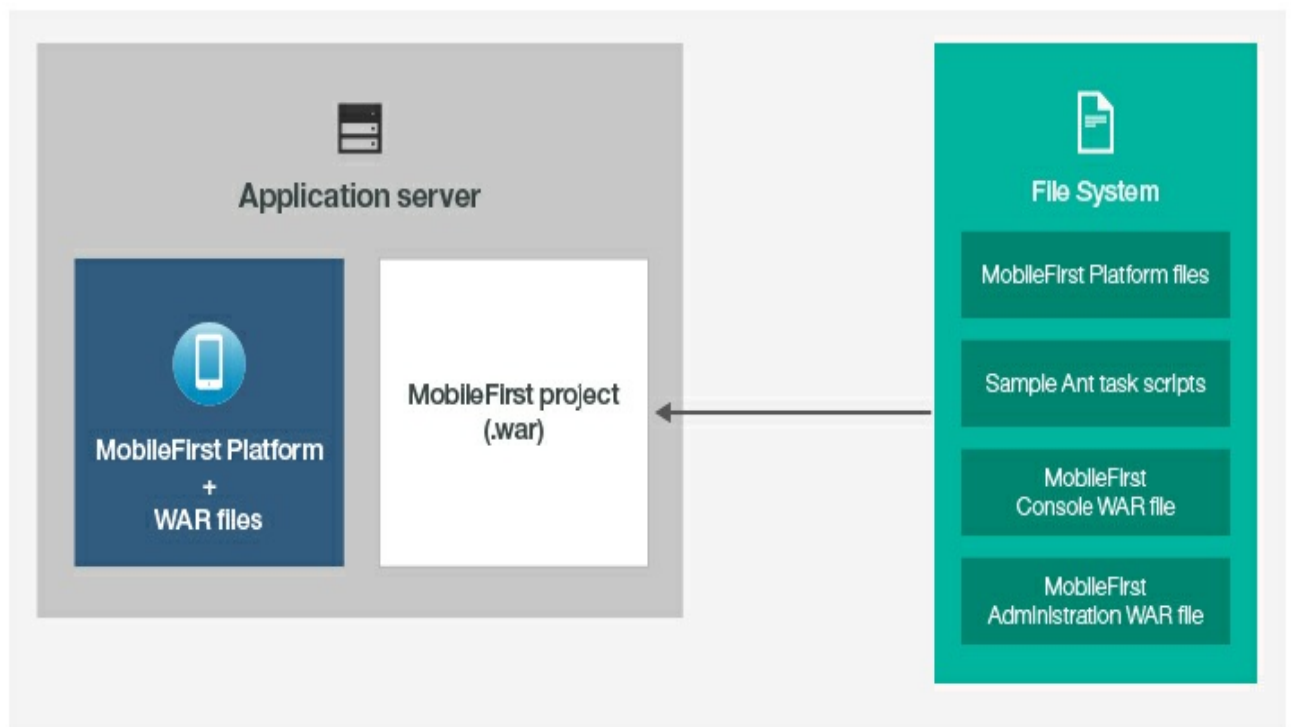 Application server
MobileFirst Platform
+
WAR files
MobileFirst project
(.war)
File System
MobileFirst Platform files
Sample Ant task scripts
MobileFirst
Console WAR file
MobileFirst
Administration WAR file